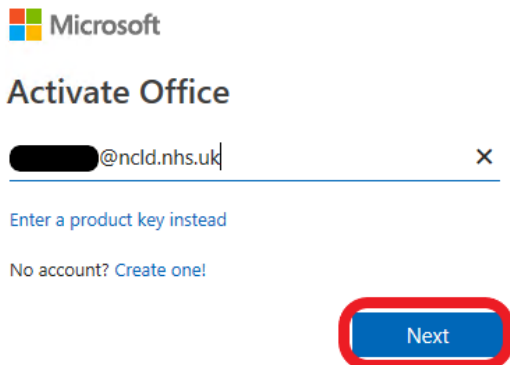 Microsoft
Activate Office
@ncld.nhs.uk
Enter a product key instead
No account? Create one!
Next